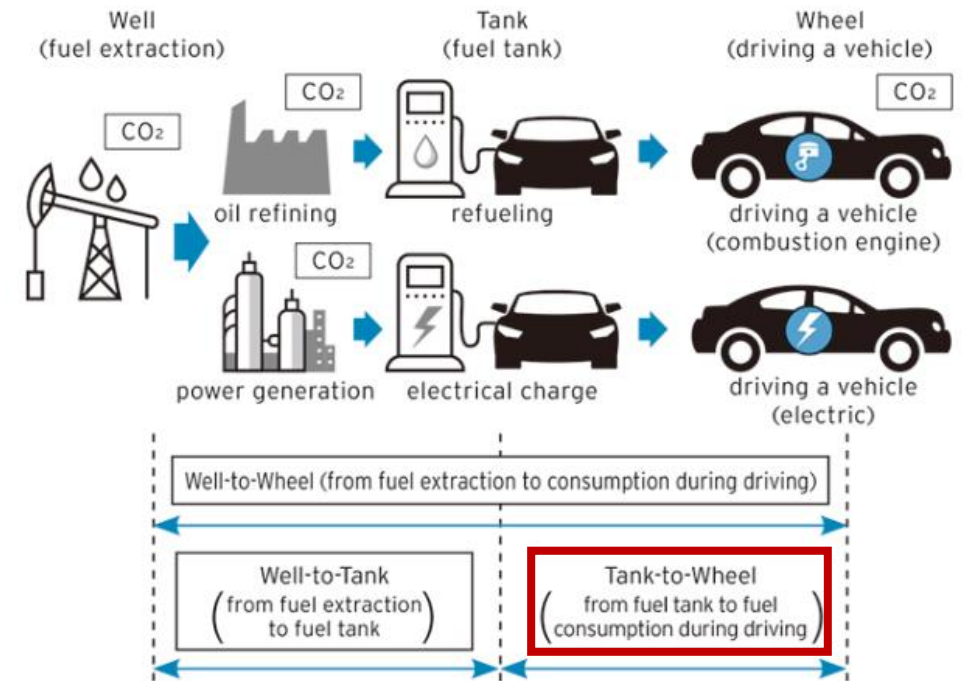 Well
(fuel extraction)
Tank
(fuel tank)
Wheel
(driving a vehicle)
CO₂
CO₂
CO₂
oil refining
refueling
driving a vehicle
(combustion engine)
CO₂
power generation
electrical charge
driving a vehicle
(electric)
Well-to-Wheel (from fuel extraction to consumption during driving)
Well-to-Tank
(from fuel extraction
to fuel tank)
Tank-to-Wheel
(from fuel tank to fuel
consumption during driving)